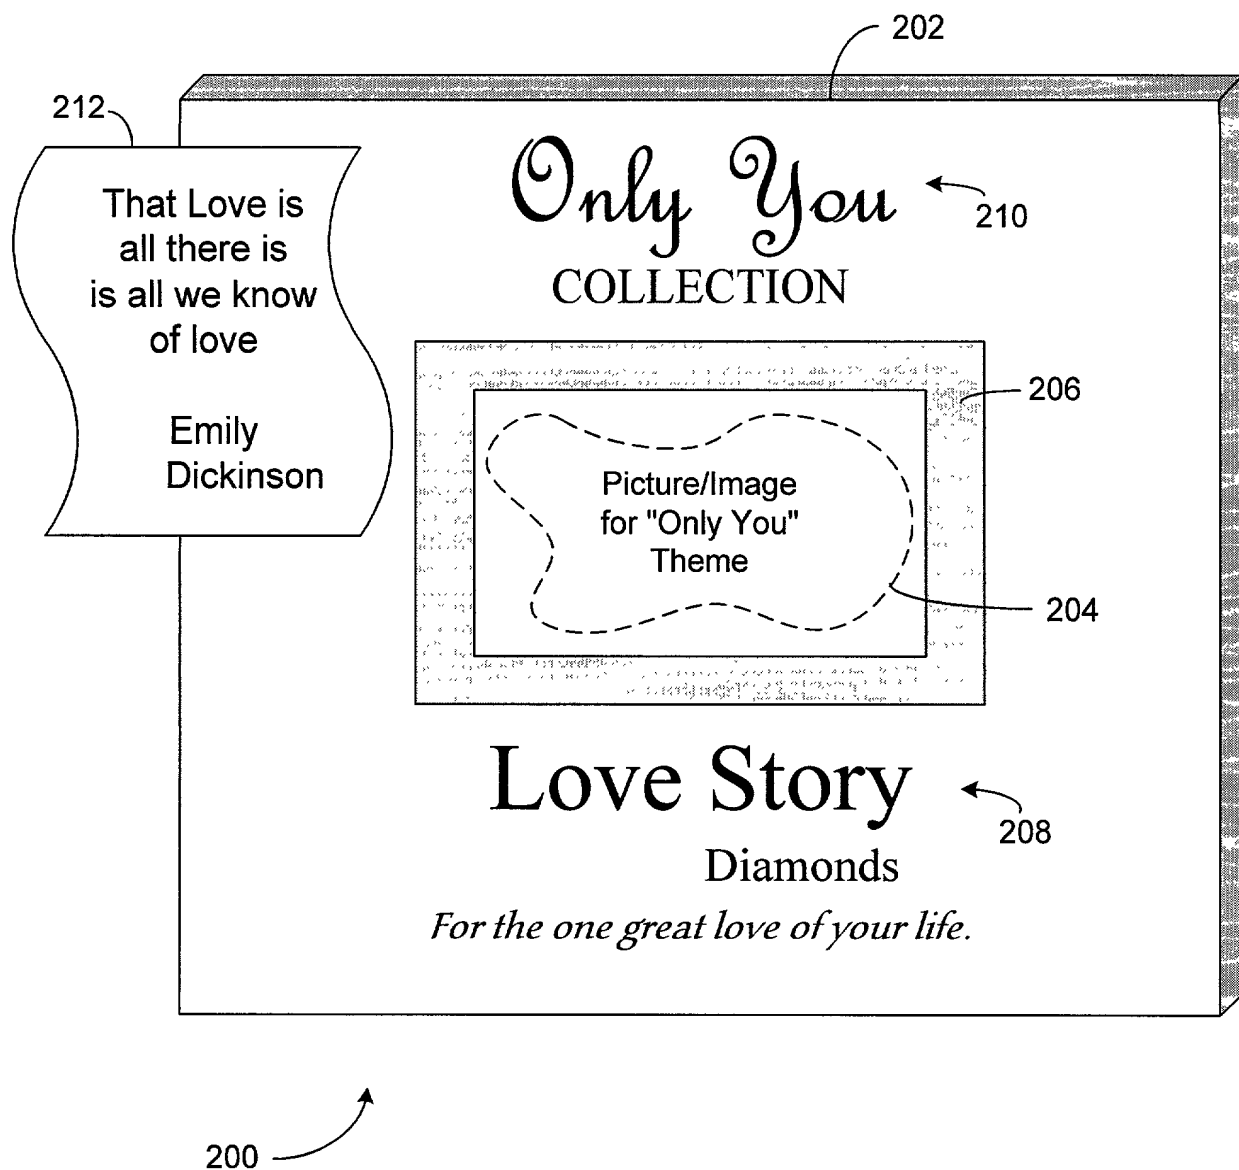 202
212
That Love is
all there is
is all we know
of love
Emily
Dickinson
Only You
210
COLLECTION
206
Picture/Image
for "Only You"
Theme
204
Love Story
208
Diamonds
For the one great love of your life.
200